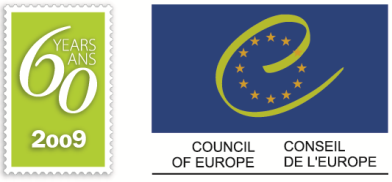 60
YEARS
ANS
2009
COUNCIL
OF EUROPE
CONSEIL
DE L'EUROPE